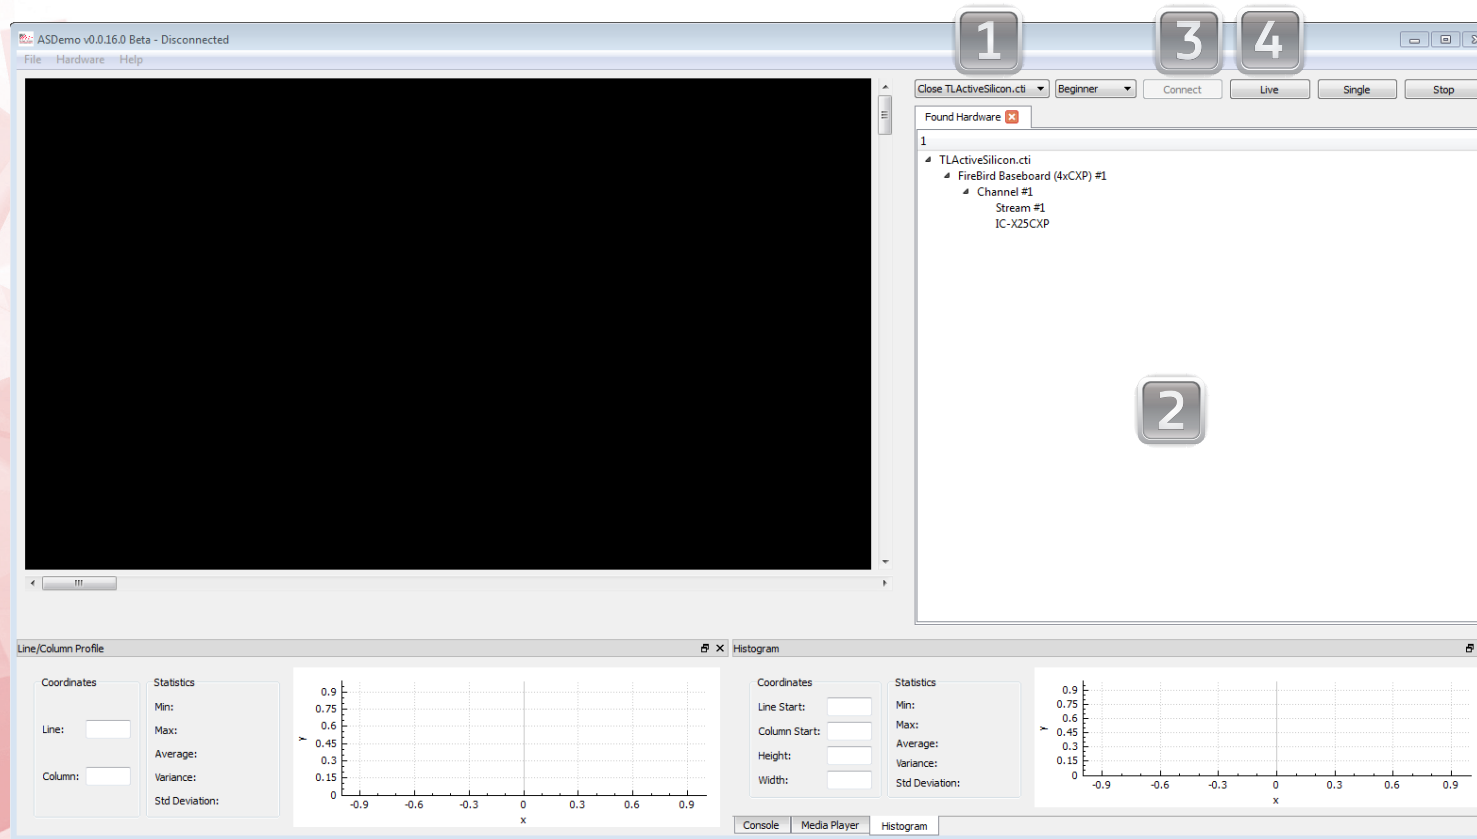 1
3
4
ASDemo v0.0.16.0 Beta - Disconnected
File Hardware Help
Close TLActiveSilicon.cti
Beginner
Connect
Live
Single
Stop
Found Hardware
1
TLActiveSilicon.cti
FireBird Baseboard (4xCXP) #1
Channel #1
Stream #1
IC-X25CXP
2
Line/Column Profile
Coordinates
Line:
Column:
Statistics
Min:
Max:
Average:
Variance:
Std Deviation:
y
0.9
0.75
0.6
0.45
0.3
0.15
0
-0.9 -0.6 -0.3 0 0.3 0.6 0.9
x
Histogram
Coordinates
Line Start:
Column Start:
Height:
Width:
Statistics
Min:
Max:
Average:
Variance:
Std Deviation:
y
0.9
0.75
0.6
0.45
0.3
0.15
0
-0.9 -0.6 -0.3 0 0.3 0.6 0.9
x
Console Media Player Histogram